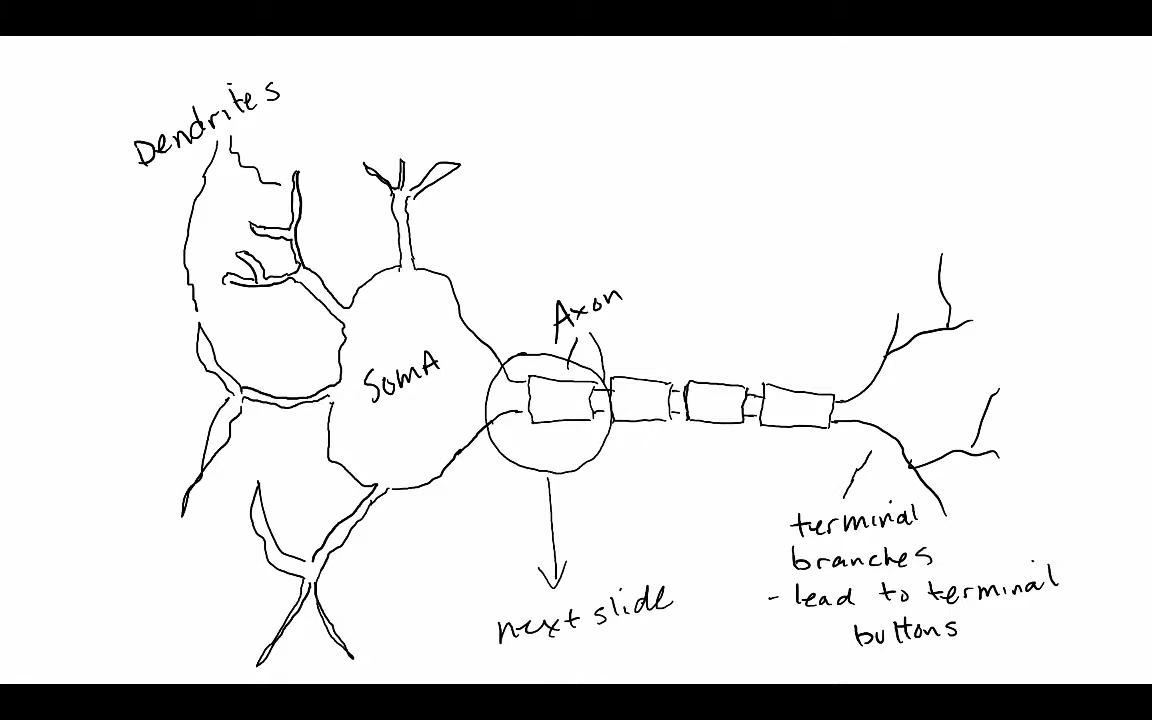 Dendrites
Axon
SomA
terminal
branches
- lead to terminal
buttons
next slide